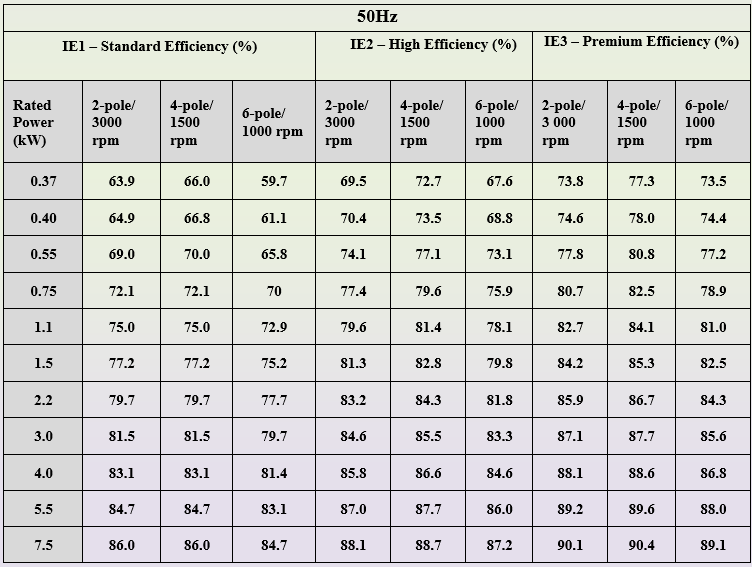 50Hz
IE1 – Standard Efficiency (%) IE2 – High Efficiency (%) IE3 – Premium Efficiency (%)
Rated Power (kW) 2-pole/ 3000 rpm 4-pole/ 1500 rpm 6-pole/ 1000 rpm 2-pole/ 3000 rpm 4-pole/ 1500 rpm 6-pole/ 1000 rpm 2-pole/ 3 000 rpm 4-pole/ 1500 rpm 6-pole/ 1000 rpm
0.37 63.9 66.0 59.7 69.5 72.7 67.6 73.8 77.3 73.5
0.40 64.9 66.8 61.1 70.4 73.5 68.8 74.6 78.0 74.4
0.55 69.0 70.0 65.8 74.1 77.1 73.1 77.8 80.8 77.2
0.75 72.1 72.1 70 77.4 79.6 75.9 80.7 82.5 78.9
1.1 75.0 75.0 72.9 79.6 81.4 78.1 82.7 84.1 81.0
1.5 77.2 77.2 75.2 81.3 82.8 79.8 84.2 85.3 82.5
2.2 79.7 79.7 77.7 83.2 84.3 81.8 85.9 86.7 84.3
3.0 81.5 81.5 79.7 84.6 85.5 83.3 87.1 87.7 85.6
4.0 83.1 83.1 81.4 85.8 86.6 84.6 88.1 88.6 86.8
5.5 84.7 84.7 83.1 87.0 87.7 86.0 89.2 89.6 88.0
7.5 86.0 86.0 84.7 88.1 88.7 87.2 90.1 90.4 89.1